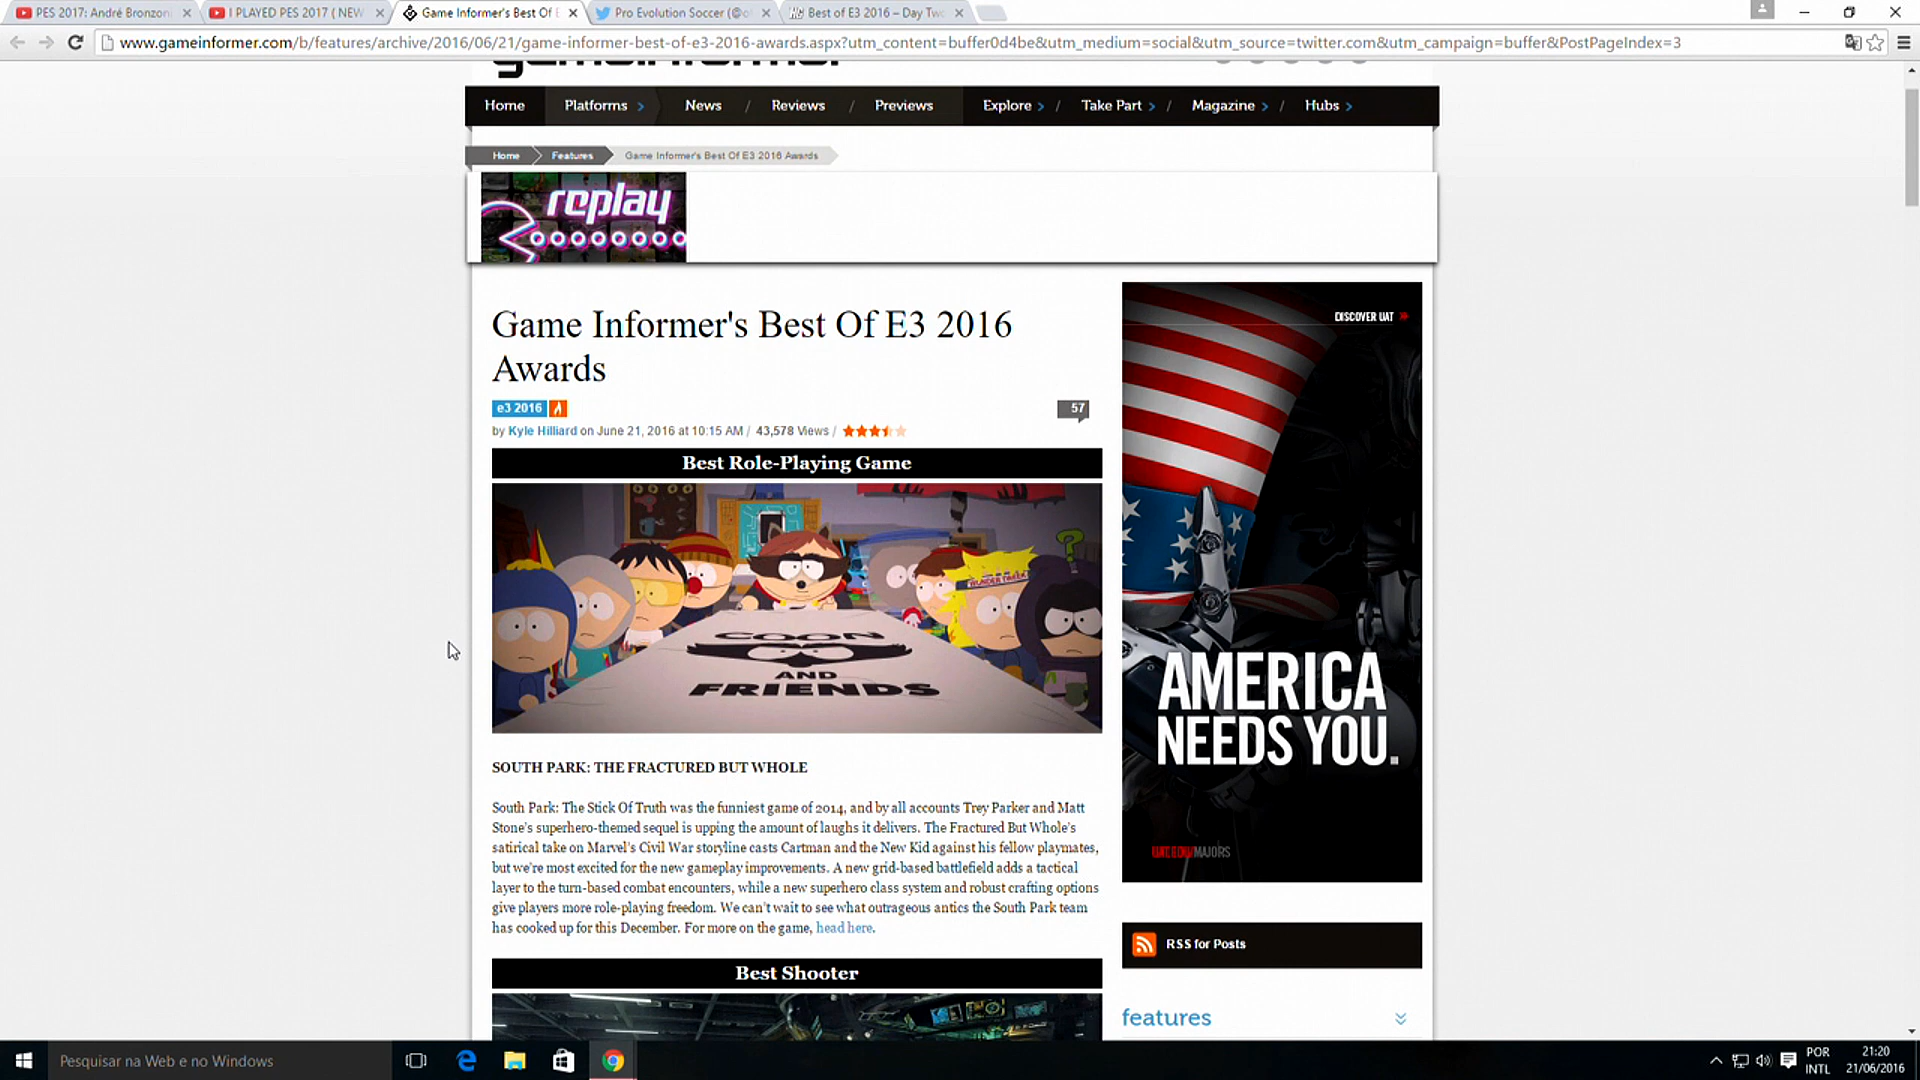 PES 2017: André Bronzoni
I PLAYED PES 2017 ( NEW
Game Informer's Best Of E
Pro Evolution Soccer (@o
Best of E3 2016 – Day Tw
www.gameinformer.com/b/features/archive/2016/06/21/game-informer-best-of-e3-2016-awards.aspx?utm_content=buffer0d4be&utm_medium=social&utm_source=twitter.com&utm_campaign=buffer&PostPageIndex=3
gameinformer
Home Platforms News / Reviews / Previews Explore / Take Part / Magazine / Hubs
Home Features Game Informer's Best Of E3 2016 Awards
replay
Game Informer's Best Of E3 2016
Awards
e3 2016
57
by Kyle Hilliard on June 21, 2016 at 10:15 AM / 43,578 Views /
Best Role-Playing Game
WUNDER TWEEK
COON
AND
FRIENDS
SOUTH PARK: THE FRACTURED BUT WHOLE
South Park: The Stick Of Truth was the funniest game of 2014, and by all accounts Trey Parker and Matt
Stone's superhero-themed sequel is upping the amount of laughs it delivers. The Fractured But Whole's
satirical take on Marvel's Civil War storyline casts Cartman and the New Kid against his fellow playmates,
but we're most excited for the new gameplay improvements. A new grid-based battlefield adds a tactical
layer to the turn-based combat encounters, while a new superhero class system and robust crafting options
give players more role-playing freedom. We can't wait to see what outrageous antics the South Park team
has cooked up for this December. For more on the game, head here.
Best Shooter
DISCOVER UAT
AMERICA
NEEDS YOU.
MAJORS
RSS for Posts
features
Pesquisar na Web e no Windows
POR
INTL
21:20
21/06/2016